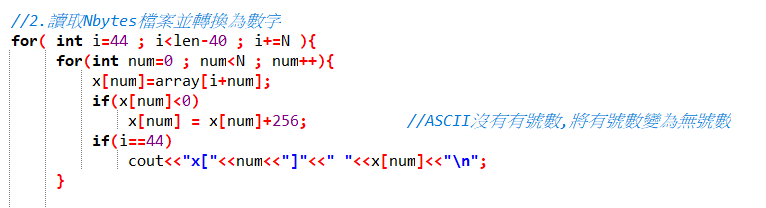 //2.讀取Nbytes檔案並轉換為數字
for( int i=44 ; i<len-40 ; i+=N ){
for(int num=0 ; num<N ; num++){
x[num]=array[i+num];
if(x[num]<0)
x[num] = x[num]+256; //ASCII沒有有號數,將有號數變為無號數
if(i==44)
cout<<"x["<<num<<"]"<<" "<<x[num]<<"\n";
}